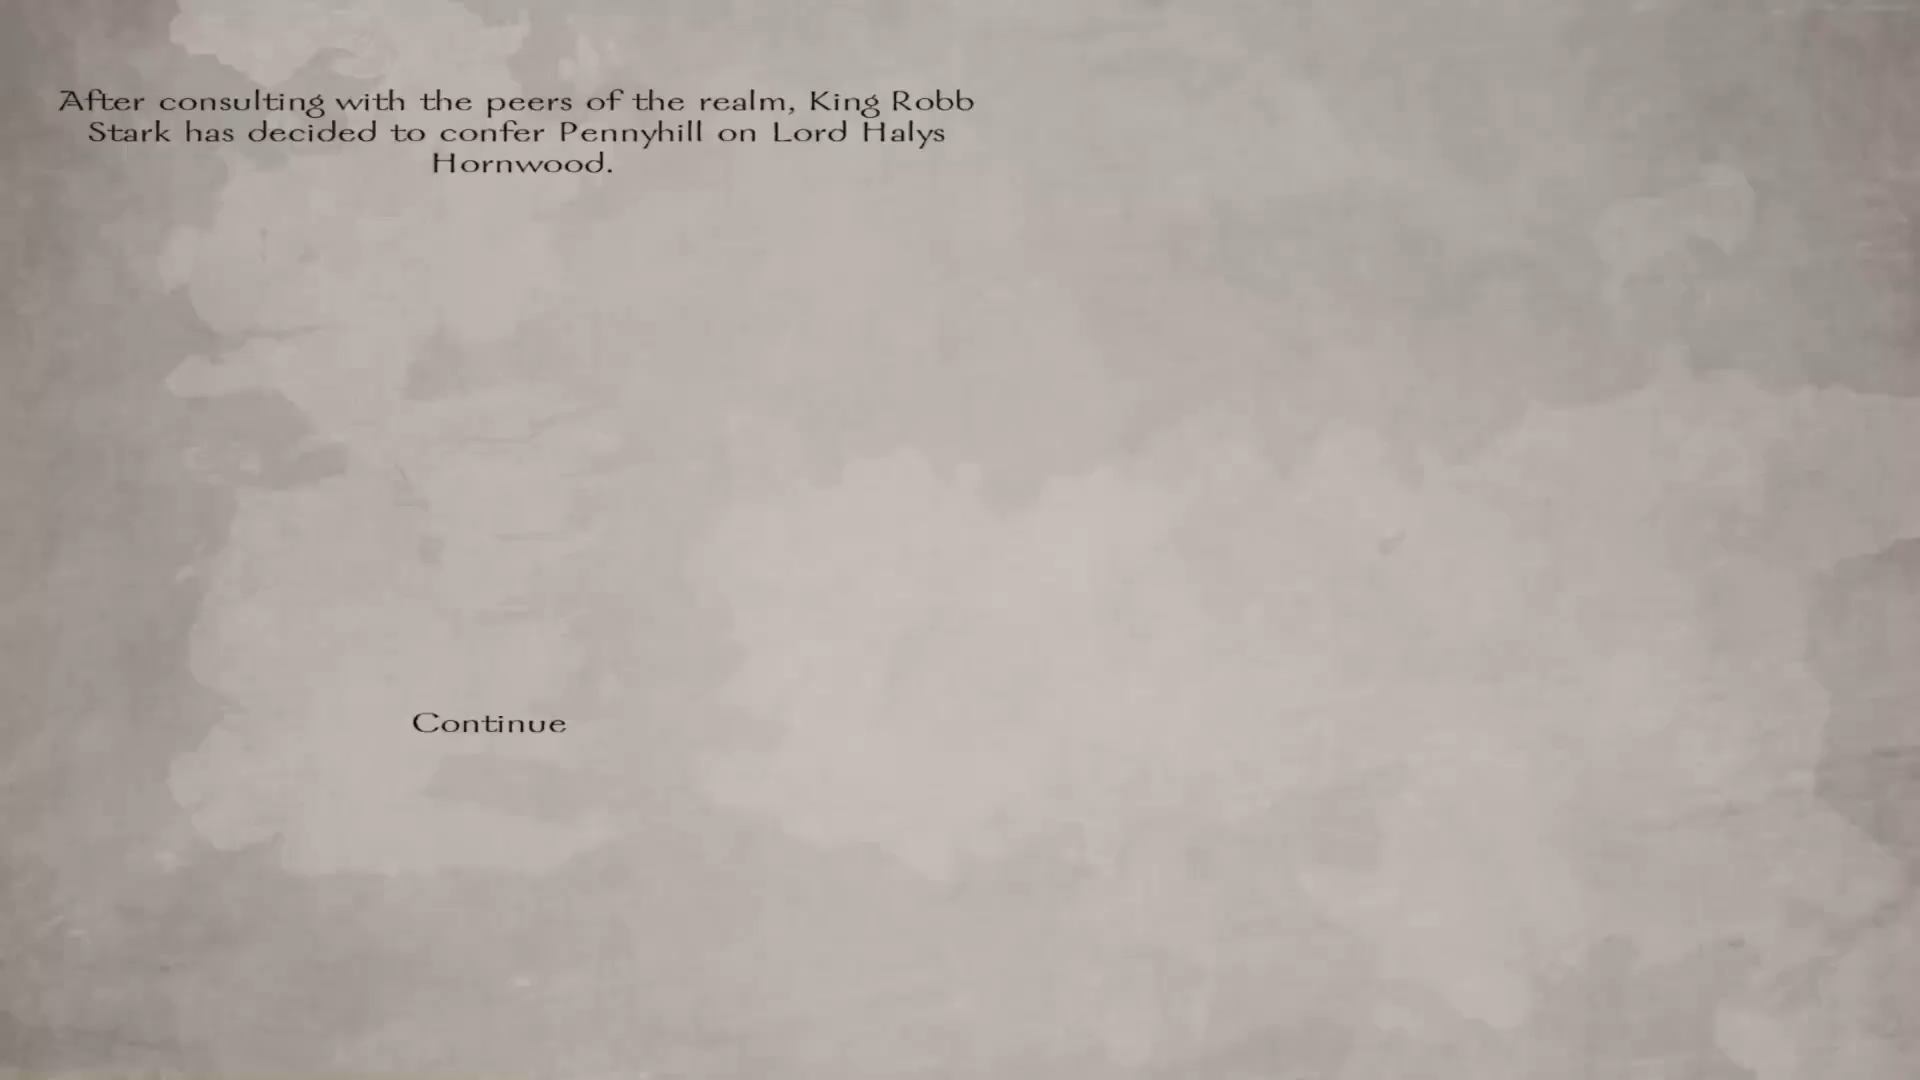 After consulting with the peers of the realm, King Robb
Stark has decided to confer Pennyhill on Lord Halys
Hornwood.
Continue